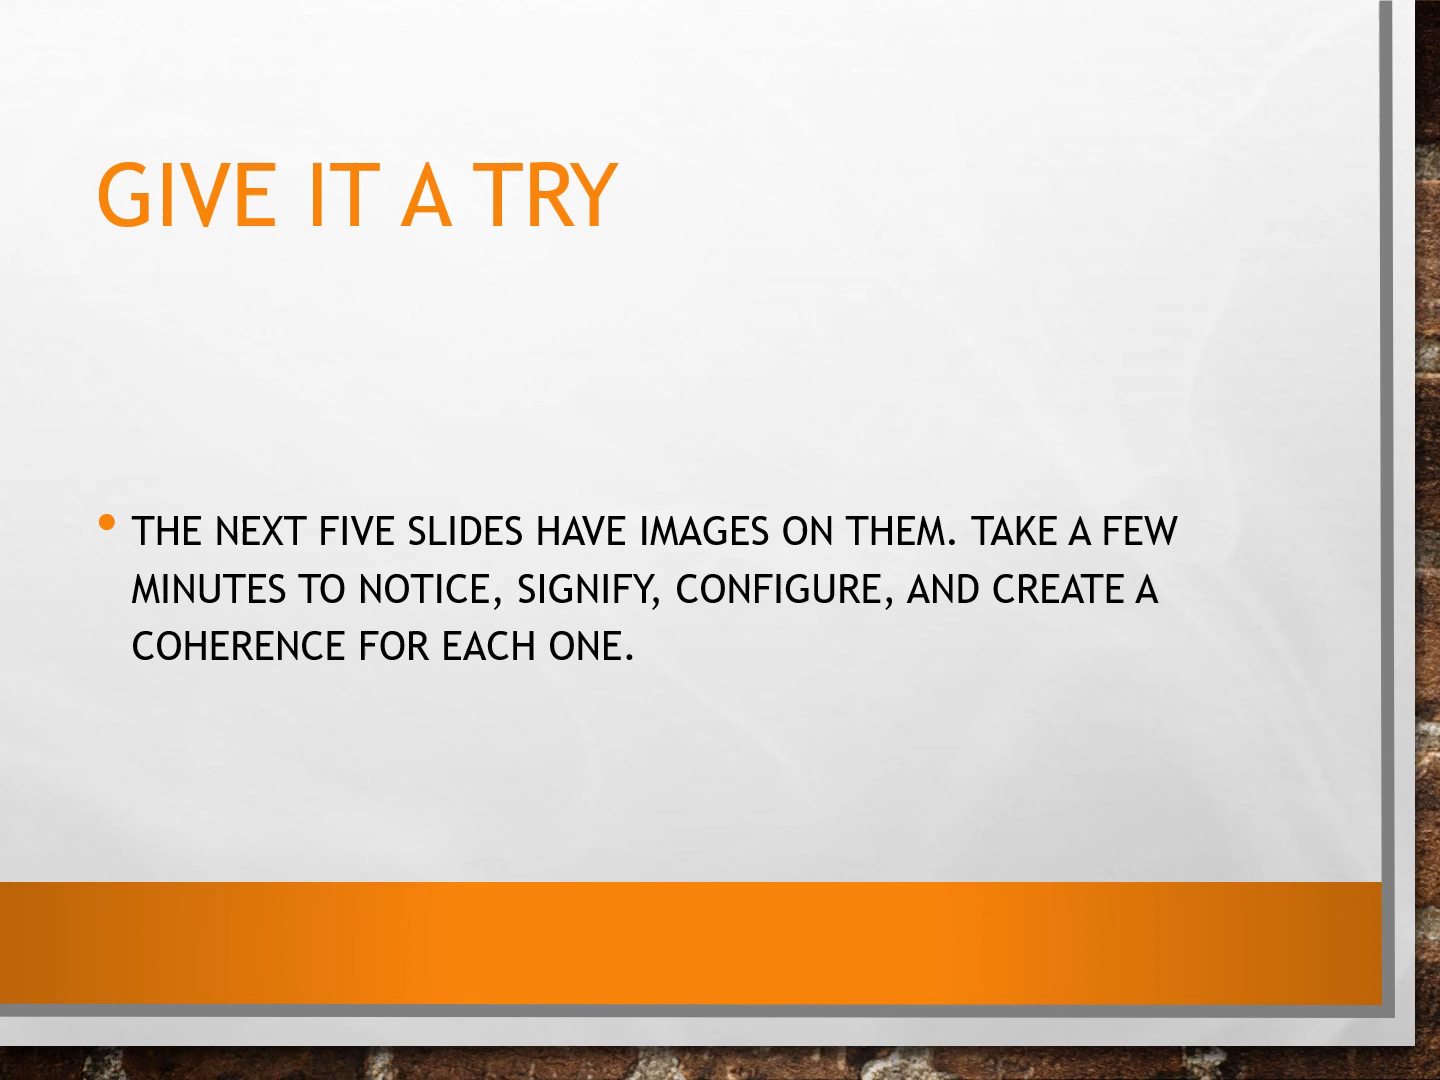 GIVE IT A TRY
• THE NEXT FIVE SLIDES HAVE IMAGES ON THEM. TAKE A FEW
MINUTES TO NOTICE, SIGNIFY, CONFIGURE, AND CREATE A
COHERENCE FOR EACH ONE.